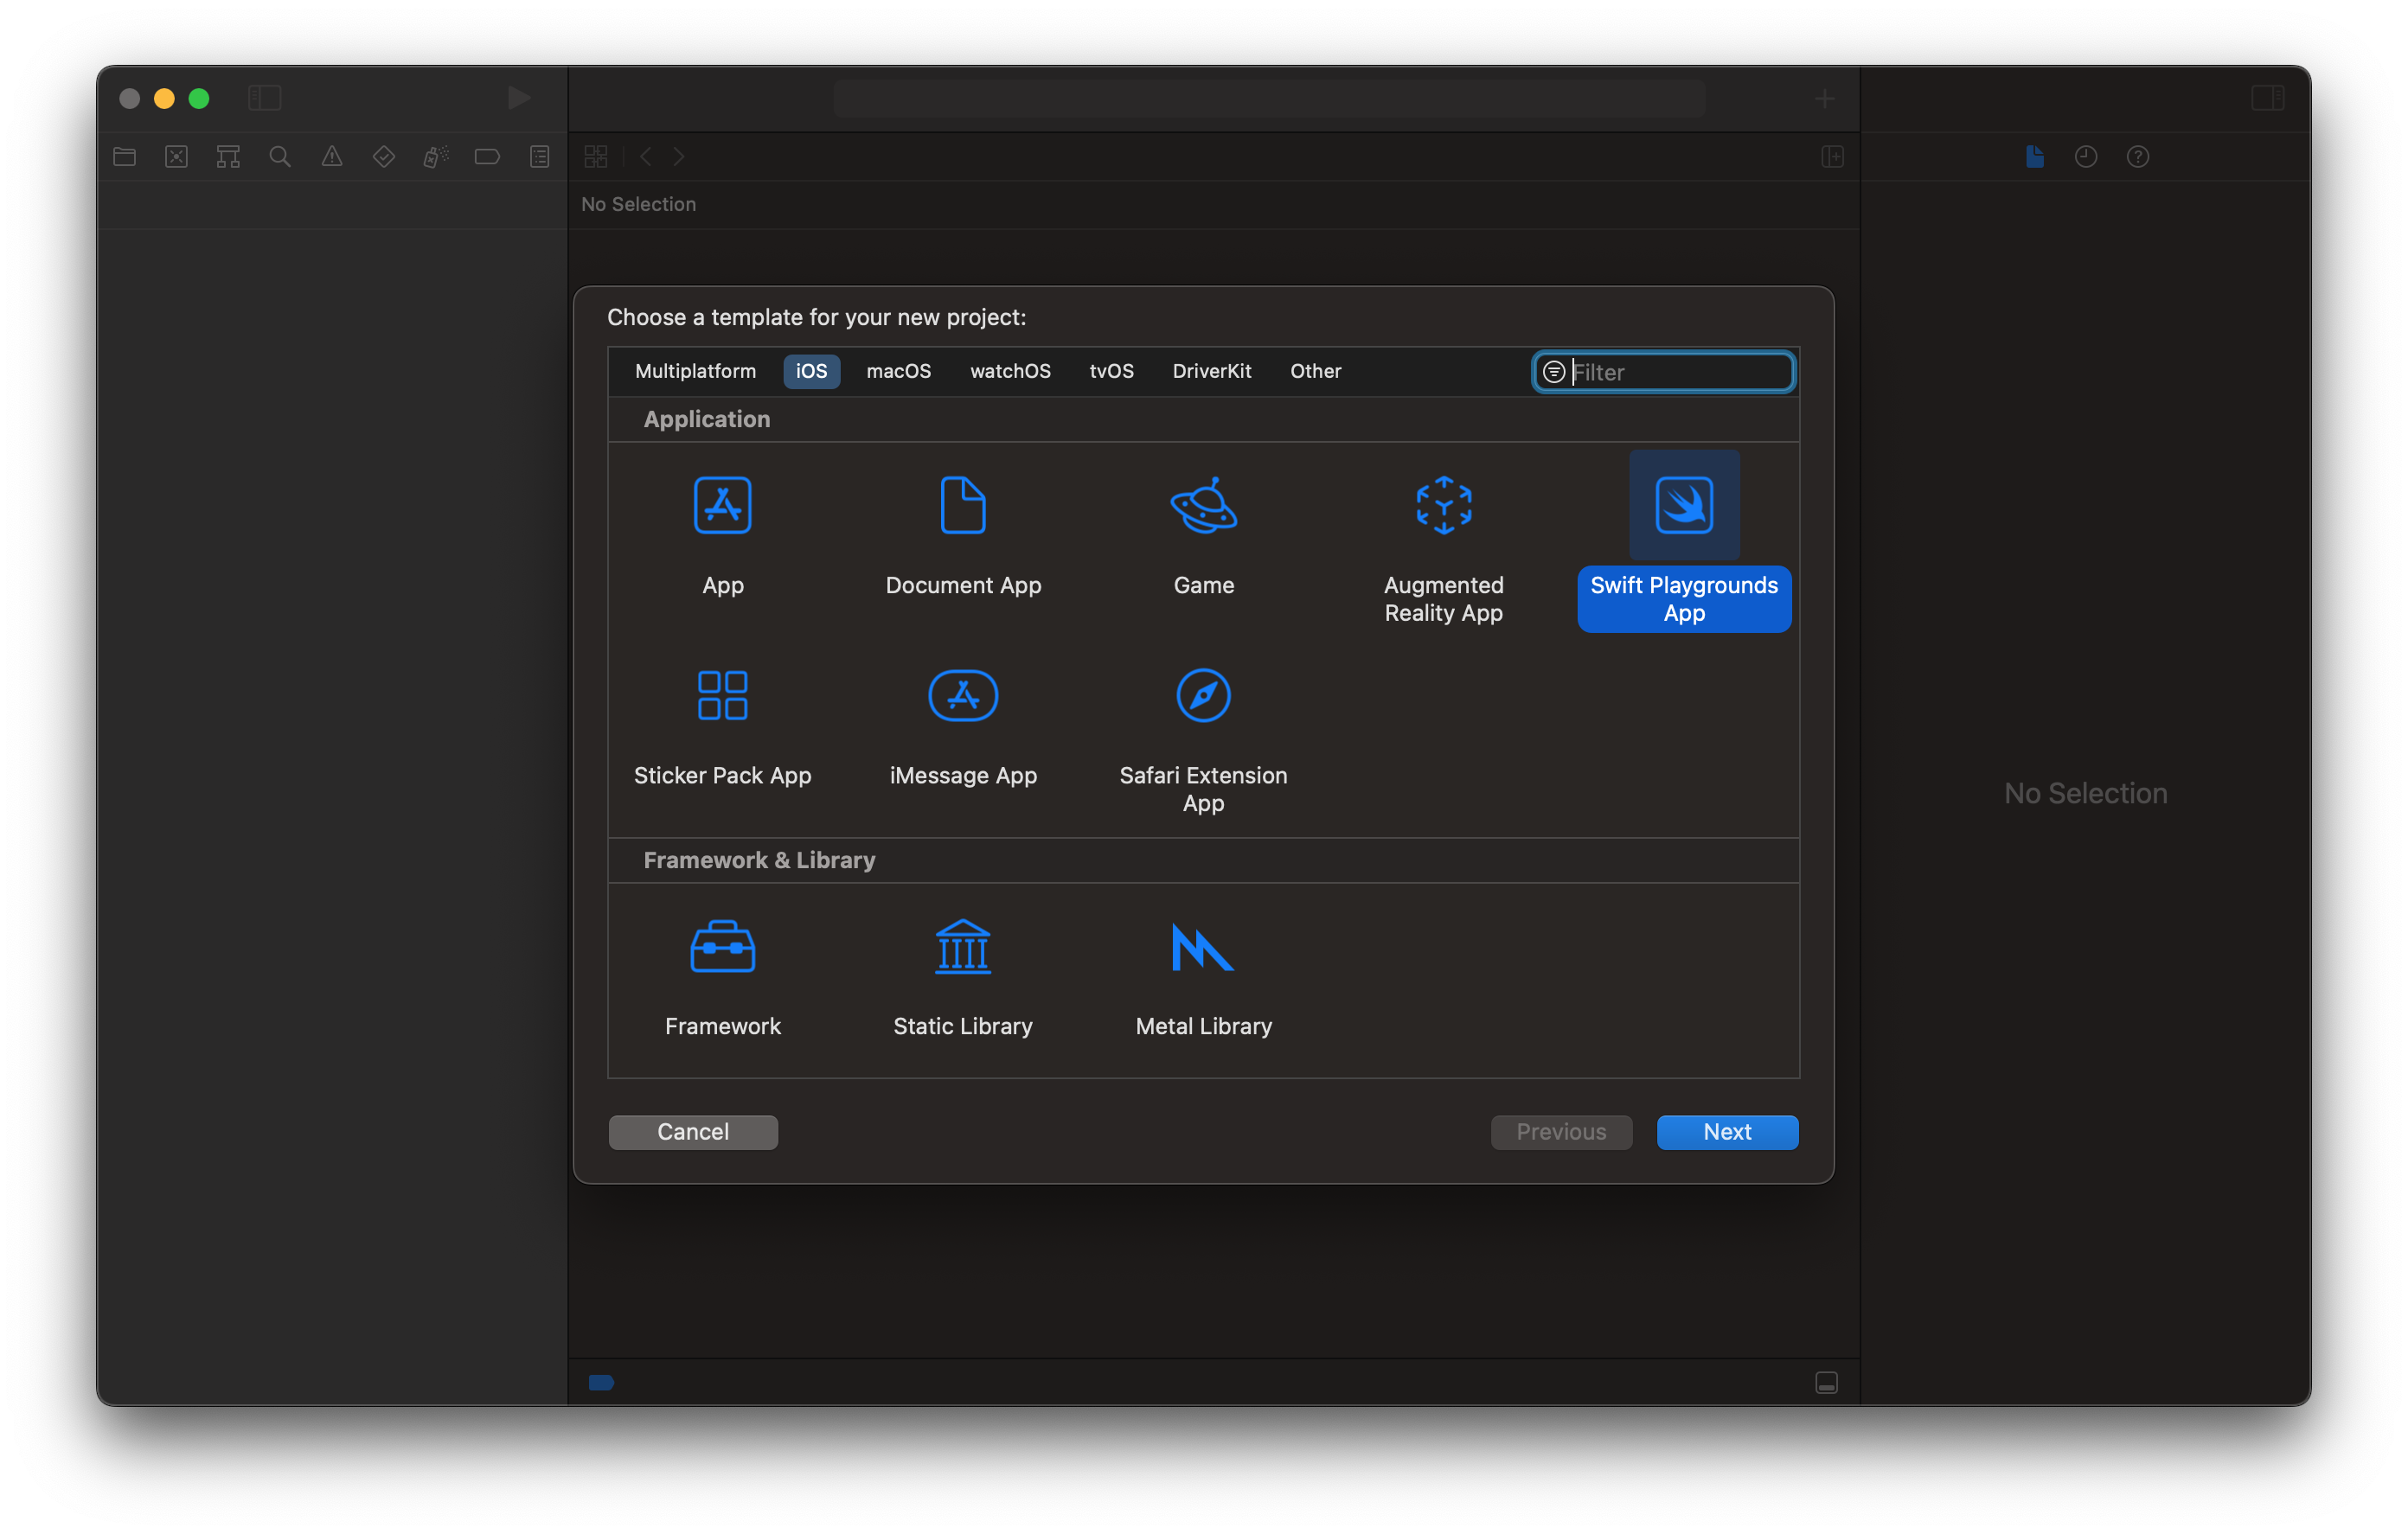 No Selection
Choose a template for your new project:
Multiplatform iOS macOS watchOS tvOS DriverKit Other Filter
Application
App Document App Game Augmented Reality App Swift Playgrounds App
Sticker Pack App iMessage App Safari Extension App
No Selection
Framework & Library
Framework Static Library Metal Library
Cancel Previous Next